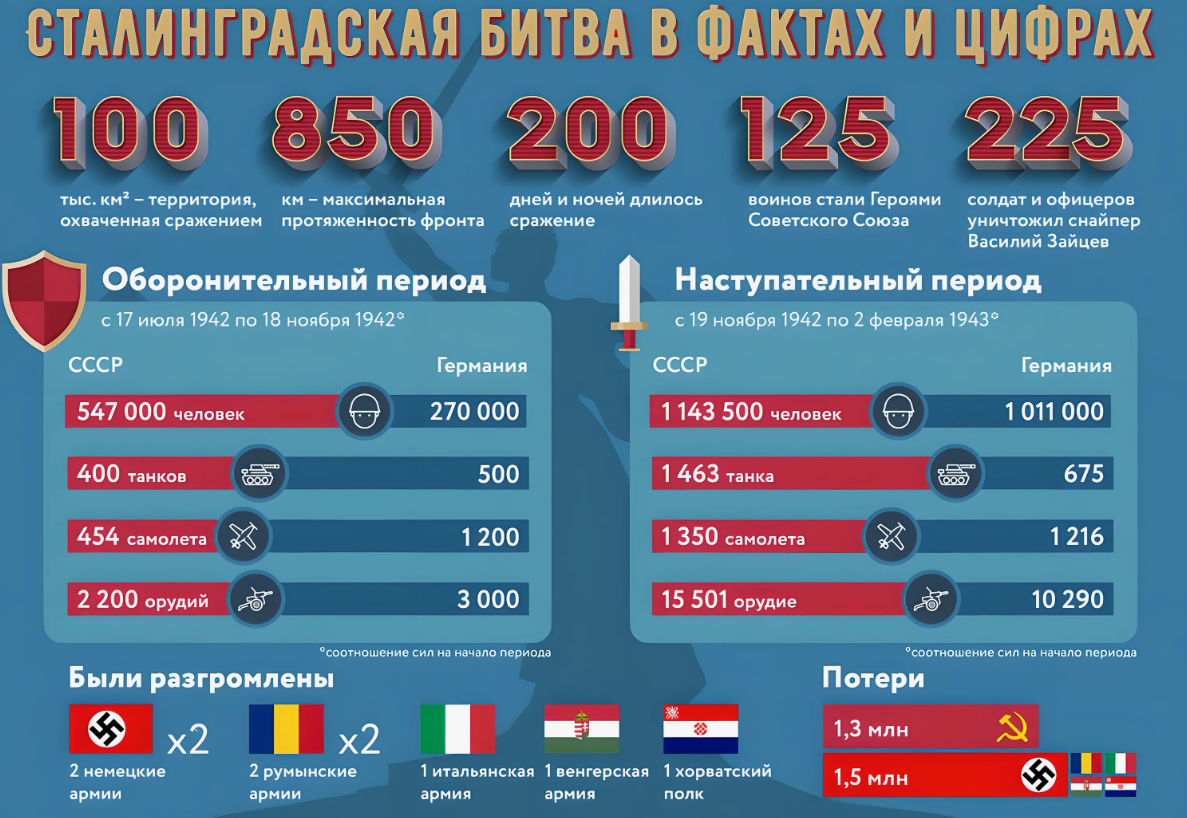 СТАЛИНГРАДСКАЯ БИТВА В ФАКТАХ И ЦИФРАХ
100
тыс. км² – территория,
охваченная сражением
850
км – максимальная
протяженность фронта
200
дней и ночей длилось
сражение
125
воинов стали Героями
Советского Союза
225
солдат и офицеров
уничтожил снайпер
Василий Зайцев
Оборонительный период
с 17 июля 1942 по 18 ноября 1942*
СССР Германия
547 000 человек 270 000
400 танков 500
454 самолета 1 200
2 200 орудий 3 000
*соотношение сил на начало периода
Наступательный период
с 19 ноября 1942 по 2 февраля 1943*
СССР Германия
1 143 500 человек 1 011 000
1 463 танка 675
1 350 самолета 1 216
15 501 орудие 10 290
*соотношение сил на начало периода
Были разгромлены
x2
2 немецкие
армии
x2
2 румынские
армии
1 итальянская
армия
1 венгерская
армия
1 хорватский
полк
Потери
1,3 млн
1,5 млн